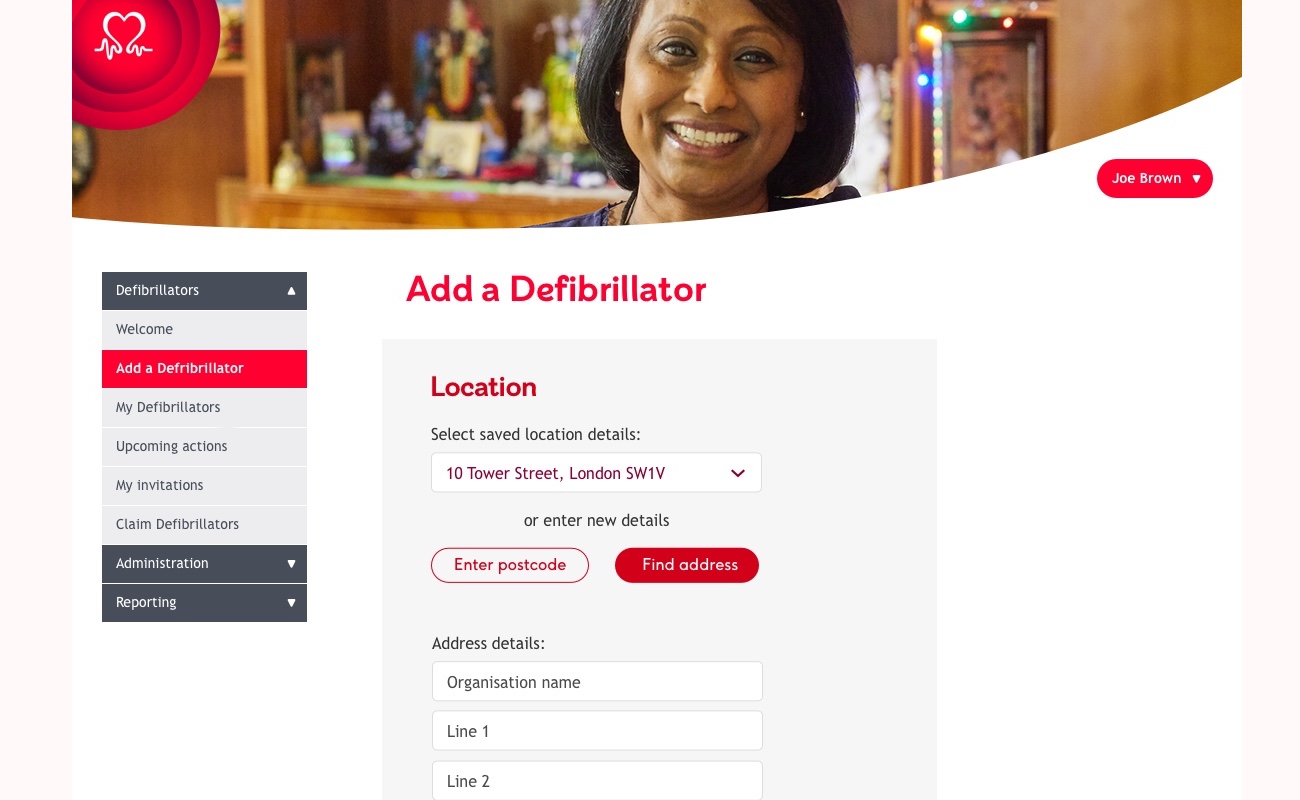 Joe Brown ▼
Defibrillators ▲
Welcome
Add a Defribrillator
My Defibrillators
Upcoming actions
My invitations
Claim Defibrillators
Administration ▼
Reporting ▼
Add a Defibrillator
Location
Select saved location details:
10 Tower Street, London SW1V
or enter new details
Enter postcode
Find address
Address details:
Organisation name
Line 1
Line 2